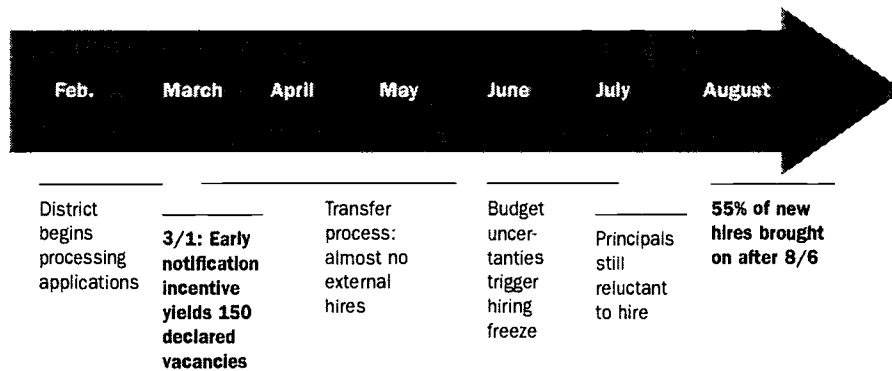 Feb. March April May June July August
District
begins
processing
applications
3/1: Early
notification
incentive
yields 150
declared
vacancies
Transfer
process:
almost no
external
hires
Budget
uncer-
tanties
trigger
hiring
freeze
Principals
still
reluctant
to hire
55% of new
hires brought
on after 8/6